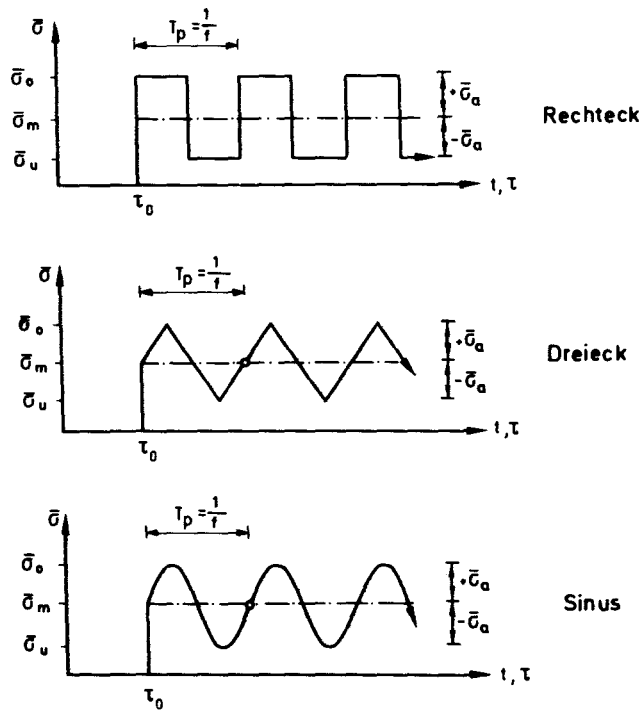 σ̄
T_p = 1/f
σ̄_o
σ̄_m
σ̄_u
+σ̄_a
-σ̄_a
Rechteck
t, τ
τ_0
σ̄
T_p = 1/f
σ̄_o
σ̄_m
σ̄_u
+σ̄_a
-σ̄_a
Dreieck
t, τ
τ_0
σ̄
T_p = 1/f
σ̄_o
σ̄_m
σ̄_u
+σ̄_a
-σ̄_a
Sinus
t, τ
τ_0